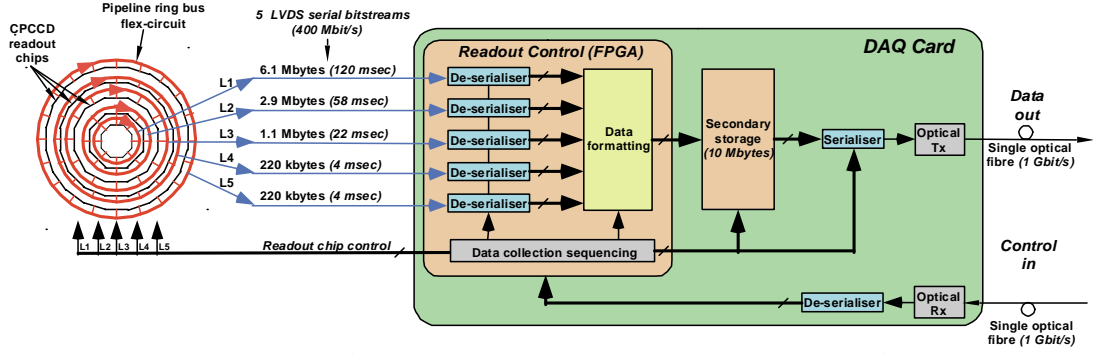 Pipeline ring bus
flex-circuit
CPCCD
readout
chips
5 LVDS serial bitstreams
(400 Mbit/s)
L1
6.1 Mbytes (120 msec)
L2
2.9 Mbytes (58 msec)
L3
1.1 Mbytes (22 msec)
L4
220 kbytes (4 msec)
L5
220 kbytes (4 msec)
L1 L2 L3 L4 L5
Readout chip control
DAQ Card
Readout Control (FPGA)
De-serialiser
De-serialiser
De-serialiser
De-serialiser
De-serialiser
Data
formatting
Data collection sequencing
Secondary
storage
(10 Mbytes)
Serialiser
Optical
Tx
Data
out
Single optical
fibre (1 Gbit/s)
Control
in
De-serialiser
Optical
Rx
Single optical
fibre (1 Gbit/s)